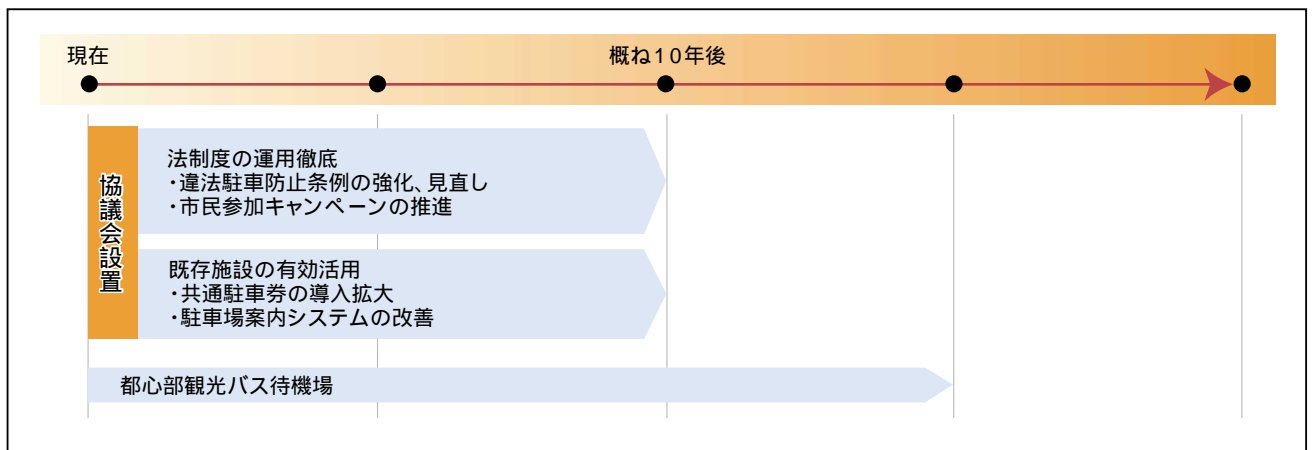 現在
概ね10年後
協議会設置
法制度の運用徹底
・違法駐車防止条例の強化、見直し
・市民参加キャンペーンの推進
既存施設の有効活用
・共通駐車券の導入拡大
・駐車場案内システムの改善
都心部観光バス待機場